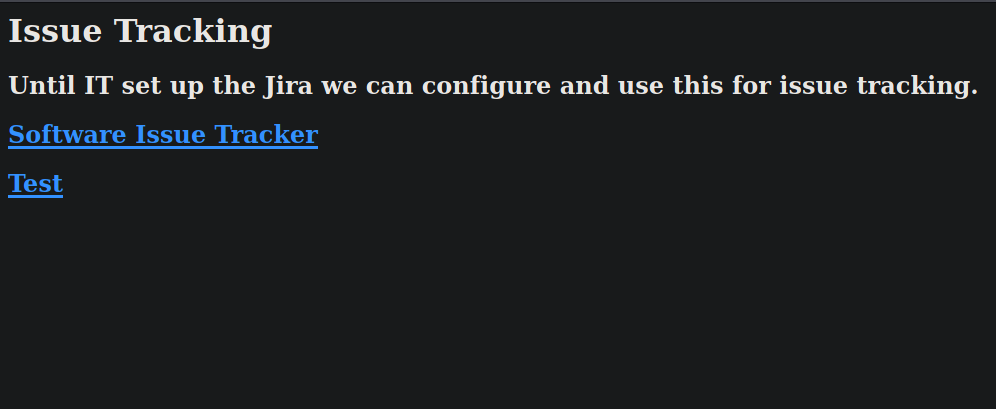 Issue Tracking
Until IT set up the Jira we can configure and use this for issue tracking.
Software Issue Tracker
Test